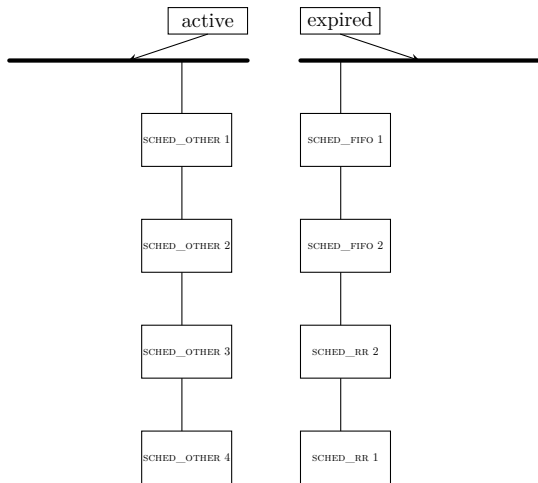 active
expired
SCHED_OTHER 1
SCHED_FIFO 1
SCHED_OTHER 2
SCHED_FIFO 2
SCHED_OTHER 3
SCHED_RR 2
SCHED_OTHER 4
SCHED_RR 1